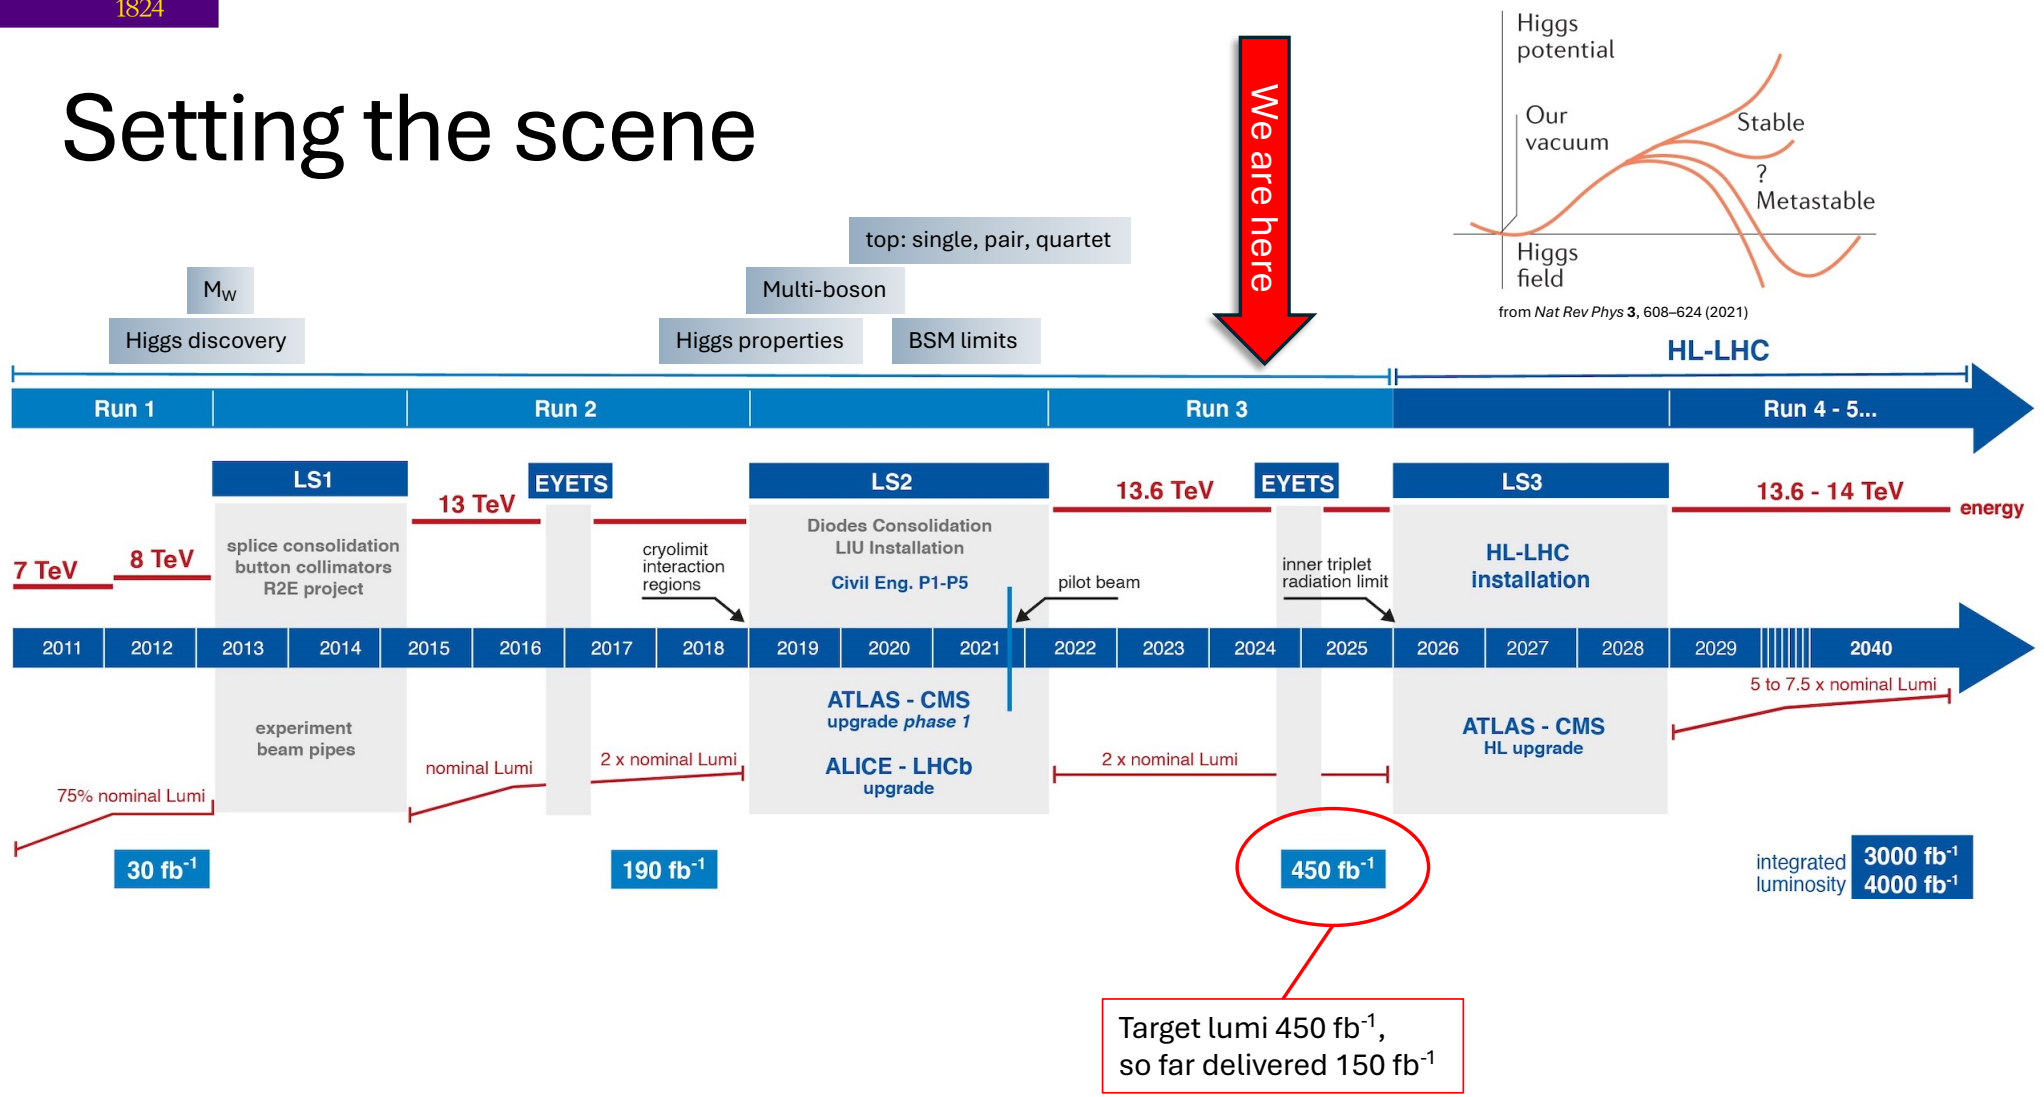 1824
Setting the scene
We are here
Higgs
potential
Our
vacuum
Stable
?
Metastable
Higgs
field
from Nat Rev Phys 3, 608–624 (2021)
top: single, pair, quartet
M_W
Multi-boson
Higgs discovery
Higgs properties
BSM limits
HL-LHC
Run 1
Run 2
Run 3
Run 4 - 5...
LS1
EYETS
LS2
EYETS
LS3
7 TeV
8 TeV
13 TeV
13.6 TeV
13.6 - 14 TeV
energy
splice consolidation
button collimators
R2E project
cryolimit
interaction
regions
Diodes Consolidation
LIU Installation
Civil Eng. P1-P5
pilot beam
inner triplet
radiation limit
HL-LHC
installation
2011 2012 2013 2014 2015 2016 2017 2018 2019 2020 2021 2022 2023 2024 2025 2026 2027 2028 2029 2040
experiment
beam pipes
75% nominal Lumi
nominal Lumi
2 x nominal Lumi
ATLAS - CMS
upgrade phase 1
ALICE - LHCb
upgrade
2 x nominal Lumi
ATLAS - CMS
HL upgrade
5 to 7.5 x nominal Lumi
30 fb⁻¹
190 fb⁻¹
450 fb⁻¹
integrated
luminosity
3000 fb⁻¹
4000 fb⁻¹
Target lumi 450 fb⁻¹,
so far delivered 150 fb⁻¹